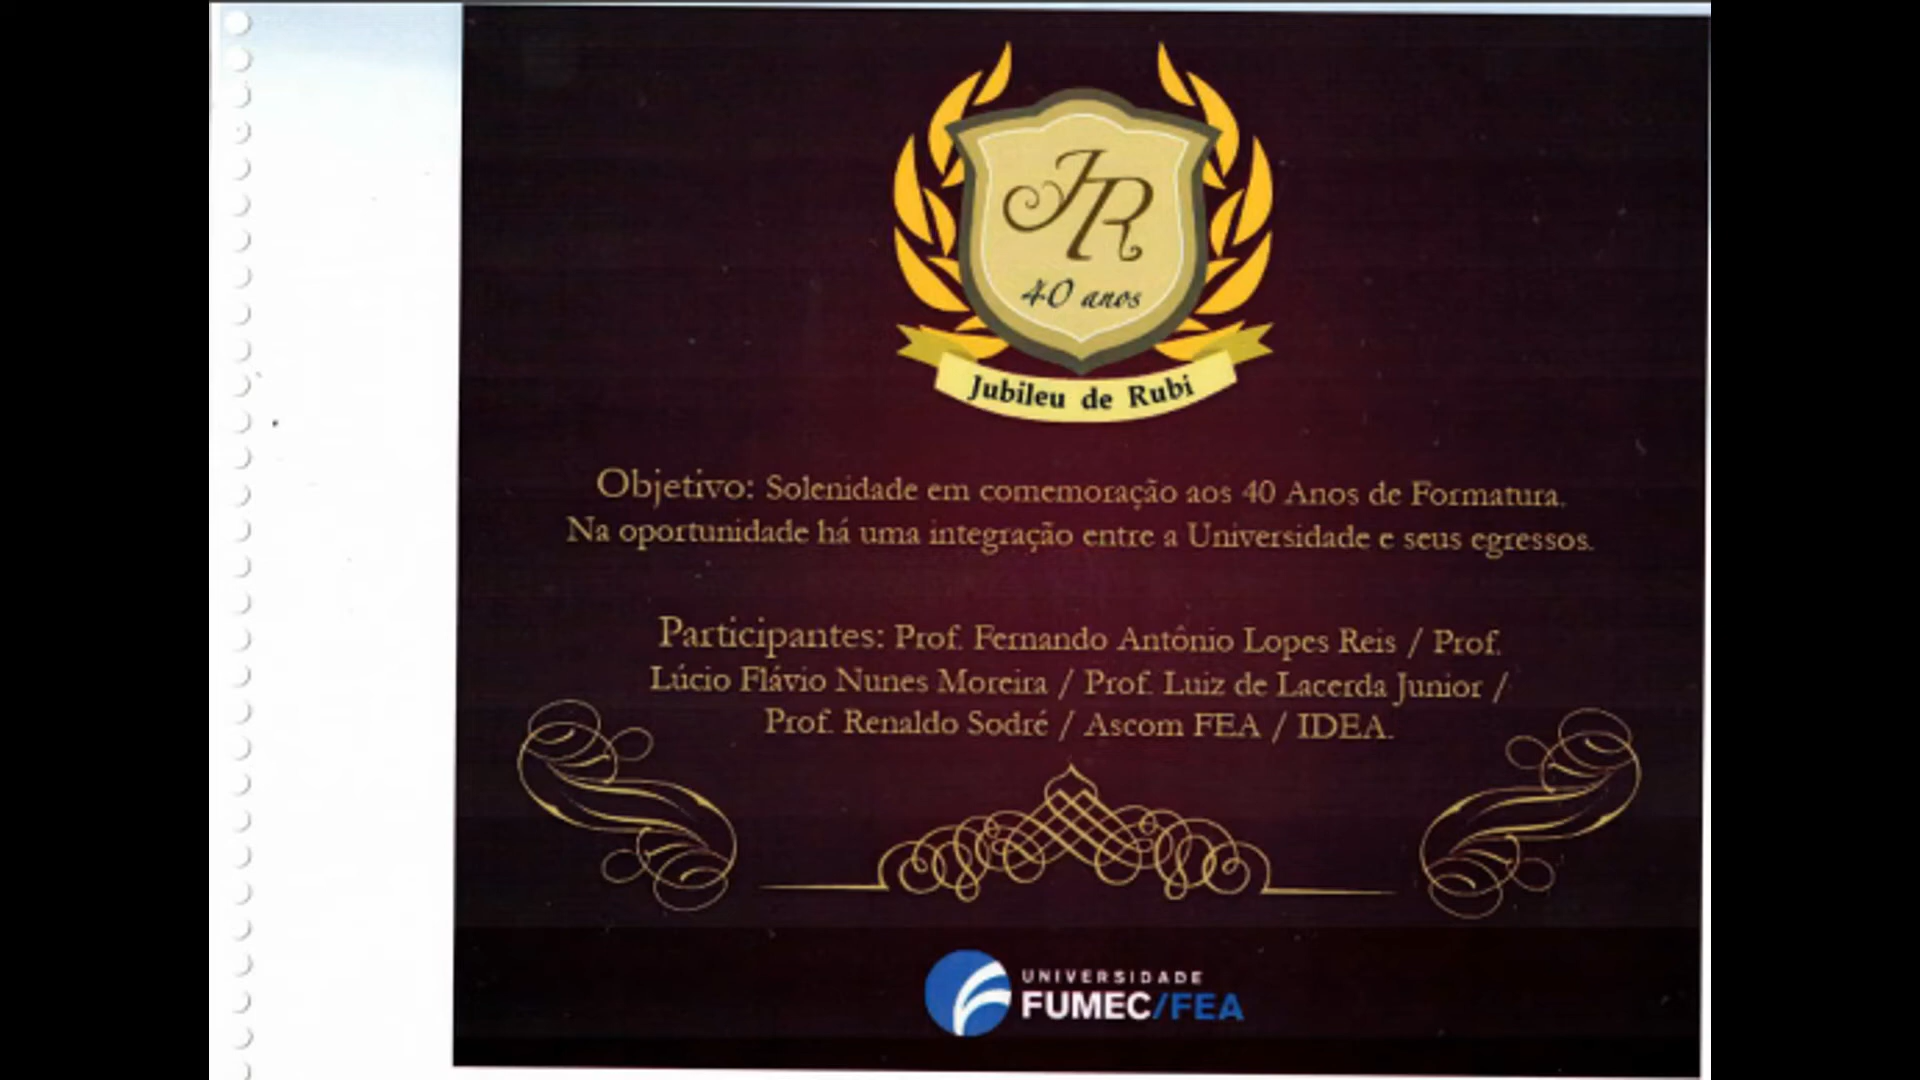 JR
40 anos
Jubileu de Rubi
Objetivo: Solenidade em comemoração aos 40 Anos de Formatura.
Na oportunidade há uma integração entre a Universidade e seus egressos.
Participantes: Prof. Fernando Antônio Lopes Reis / Prof.
Lúcio Flávio Nunes Moreira / Prof. Luiz de Lacerda Junior /
Prof. Renaldo Sodré / Ascom FEA / IDEA.
UNIVERSIDADE
FUMEC/FEA